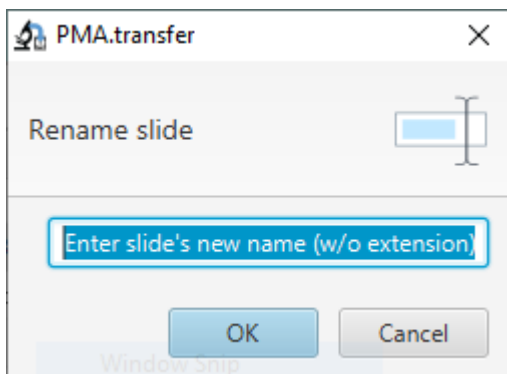 PMA.transfer
Rename slide
Enter slide's new name (w/o extension)
OK Cancel
Window Snip